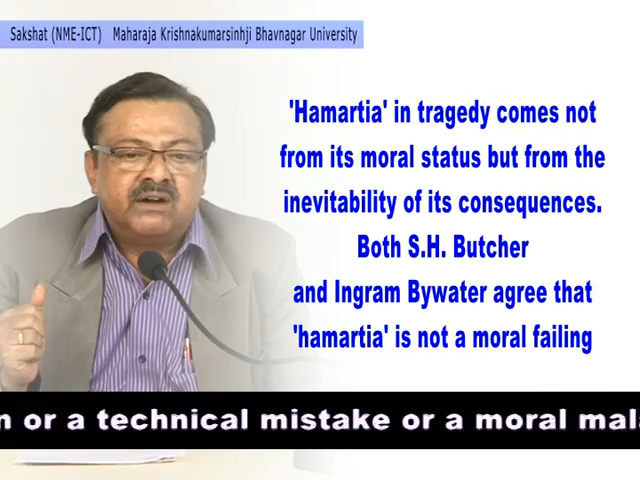 Sakshat (NME-ICT) Maharaja Krishnakumarsinhji Bhavnagar University
'Hamartia' in tragedy comes not
from its moral status but from the
inevitability of its consequences.
Both S.H. Butcher
and Ingram Bywater agree that
'hamartia' is not a moral failing
n or a technical mistake or a moral mala